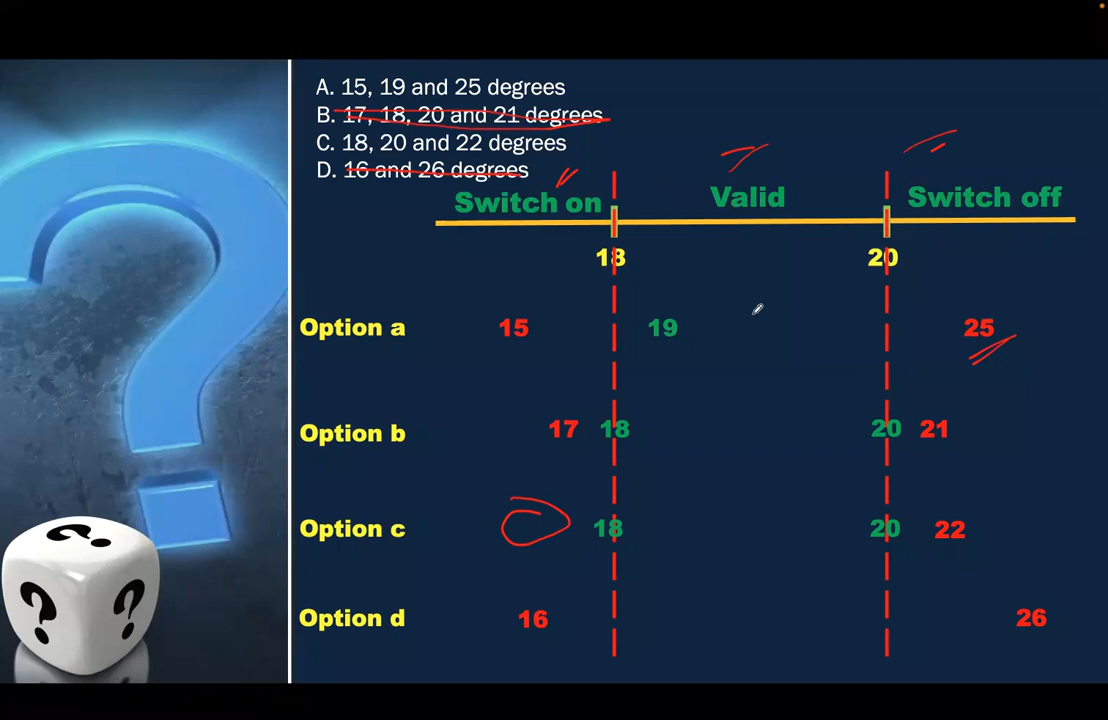 A. 15, 19 and 25 degrees
B. 17, 18, 20 and 21 degrees
C. 18, 20 and 22 degrees
D. 16 and 26 degrees
Switch on Valid Switch off
18 20
Option a 15 19 25
Option b 17 18 20 21
Option c 18 20 22
Option d 16 26